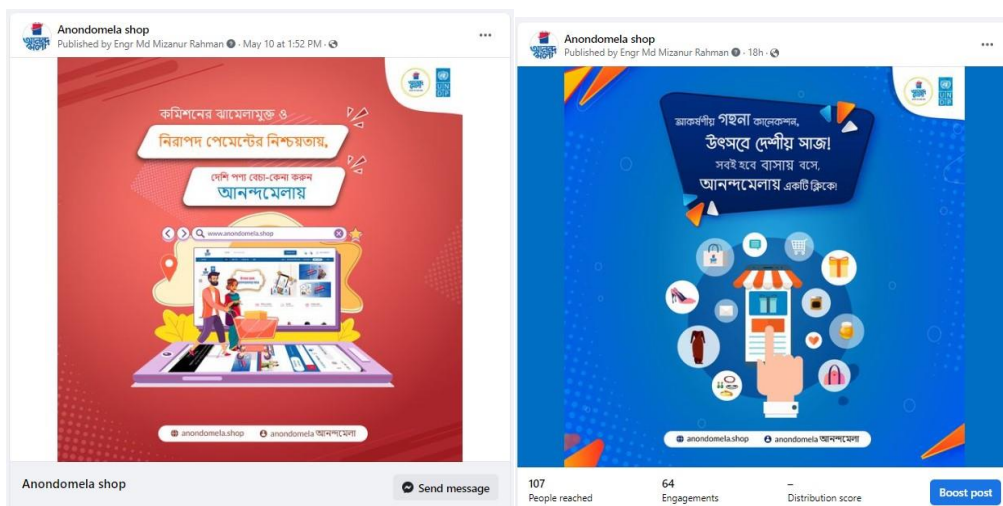 Anondomela shop
Published by Engr Md Mizanur Rahman · May 10 at 1:52 PM ·
কমিশনের ঝামেলামুক্ত ও
নিরাপদ পেমেন্টের নিশ্চয়তায়,
দেশি পণ্য বেচা-কেনা করুন
আনন্দমেলায়
www.anondomela.shop
anondomela.shop anondomela আনন্দমেলা
Anondomela shop
Send message
Anondomela shop
Published by Engr Md Mizanur Rahman · 18h ·
আকর্ষণীয় গহনা কালেকশন,
উৎসবে দেশীয় সাজ!
সবই হবে বাসায় বসে,
আনন্দমেলায় একটি ক্লিকে!
anondomela.shop anondomela আনন্দমেলা
107 64 –
People reached Engagements Distribution score
Boost post